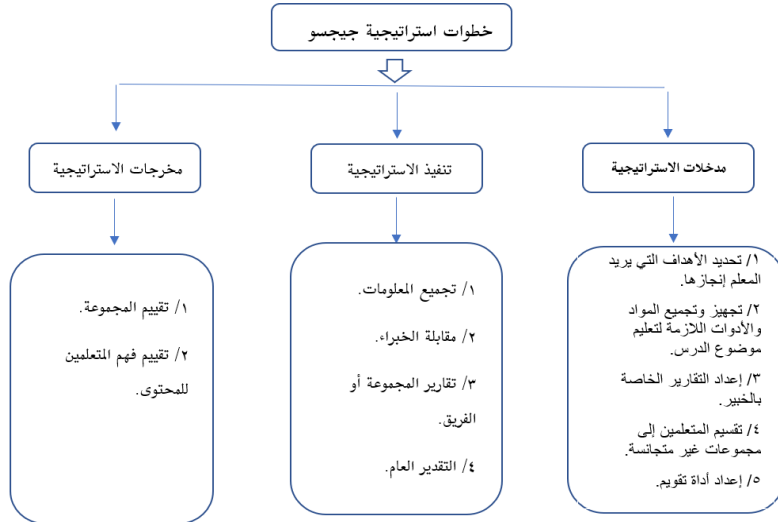 خطوات استراتيجية جيجسو
مدخلات الاستراتيجية
تنفيذ الاستراتيجية
مخرجات الاستراتيجية
١/ تحديد الأهداف التي يريد
المعلم إنجازها.
٢/ تجهيز وتجميع المواد
والأدوات اللازمة لتعليم
موضوع الدرس.
٣/ إعداد التقارير الخاصة
بالخبير.
٤/ تقسيم المتعلمين إلى
مجموعات غير متجانسة.
٥/ إعداد أداة تقويم.
١/ تجميع المعلومات.
٢/ مقابلة الخبراء.
٣/ تقارير المجموعة أو
الفريق.
٤/ التقدير العام.
١/ تقييم المجموعة.
٢/ تقييم فهم المتعلمين
للمحتوى.